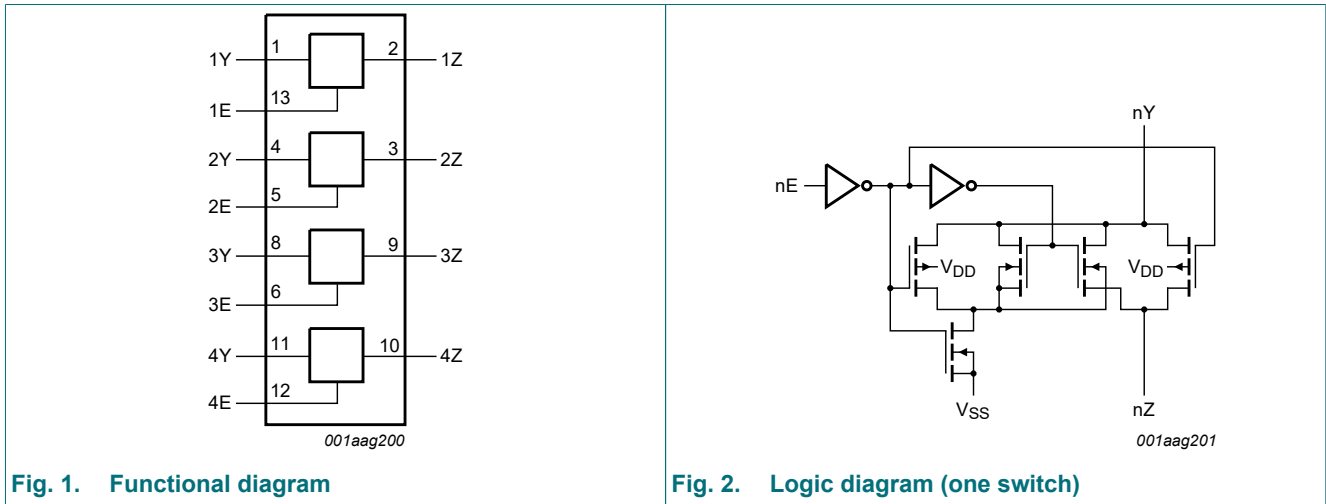 1Y 1 2 1Z
1E 13
2Y 4 3 2Z
2E 5
3Y 8 9 3Z
3E 6
4Y 11 10 4Z
4E 12
001aag200
Fig. 1. Functional diagram
nY
nE
VDD VDD
VSS nZ
001aag201
Fig. 2. Logic diagram (one switch)